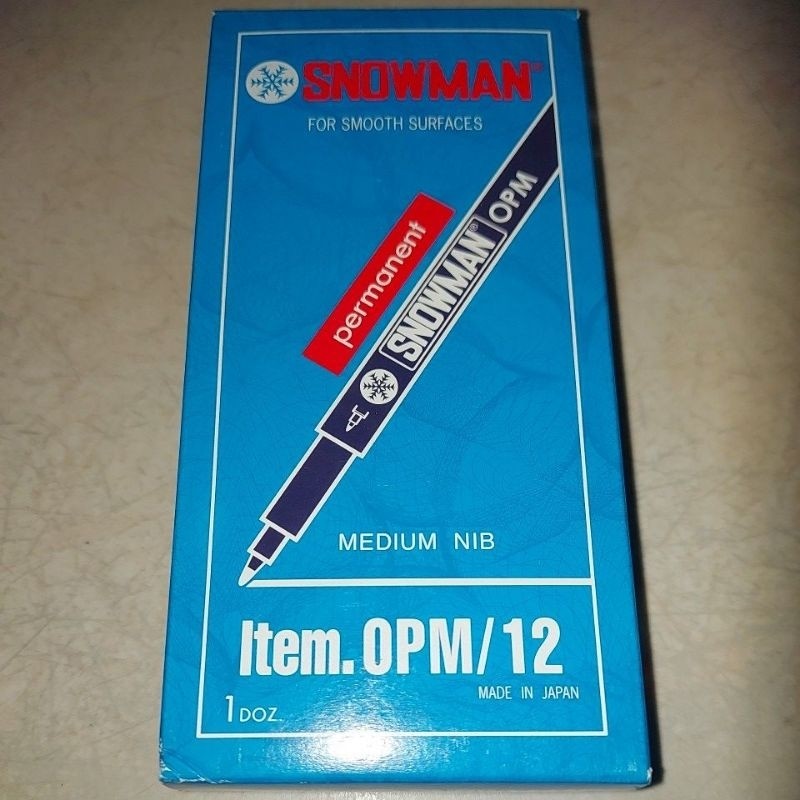 SNOWMAN®
FOR SMOOTH SURFACES
permanent
SNOWMAN® OPM
MEDIUM NIB
Item. OPM/12
MADE IN JAPAN
1 DOZ.